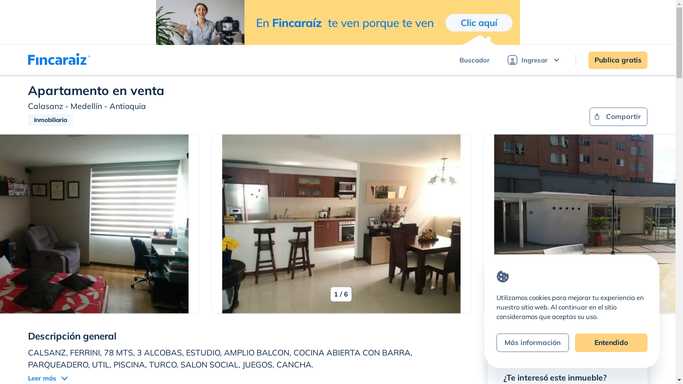 En Fincaraíz te ven porque te ven
Clic aquí
Fincaraíz
Buscador
Ingresar
Publica gratis
Apartamento en venta
Calasanz - Medellín - Antioquia
Inmobiliaria
Compartir
1 / 6
Utilizamos cookies para mejorar tu experiencia en
nuestro sitio web. Al continuar en el sitio
consideramos que aceptas su uso.
Más información
Entendido
Descripción general
CALSANZ, FERRINI, 78 MTS, 3 ALCOBAS, ESTUDIO, AMPLIO BALCON, COCINA ABIERTA CON BARRA,
PARQUEADERO, UTIL, PISCINA, TURCO, SALON SOCIAL, JUEGOS, CANCHA.
Leer más
¿Te interesó este inmueble?